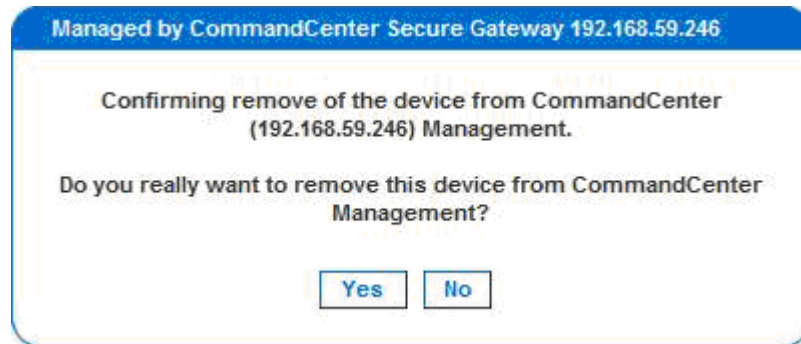 Managed by CommandCenter Secure Gateway 192.168.59.246
Confirming remove of the device from CommandCenter
(192.168.59.246) Management.
Do you really want to remove this device from CommandCenter
Management?
Yes No